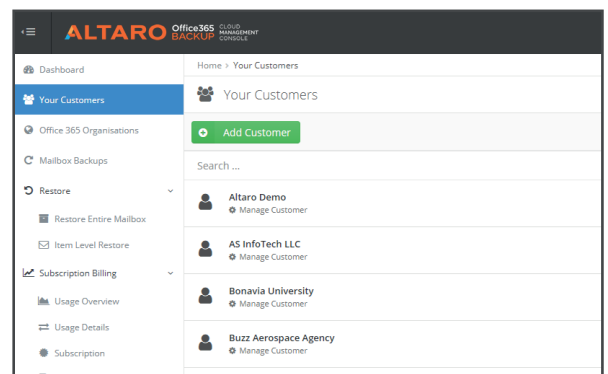 ALTARO Office365 BACKUP CLOUD MANAGEMENT CONSOLE
Dashboard
Your Customers
Office 365 Organisations
Mailbox Backups
Restore
Restore Entire Mailbox
Item Level Restore
Subscription Billing
Usage Overview
Usage Details
Subscription
Home > Your Customers
Your Customers
Add Customer
Search ...
Altaro Demo
Manage Customer
AS InfoTech LLC
Manage Customer
Bonavia University
Manage Customer
Buzz Aerospace Agency
Manage Customer